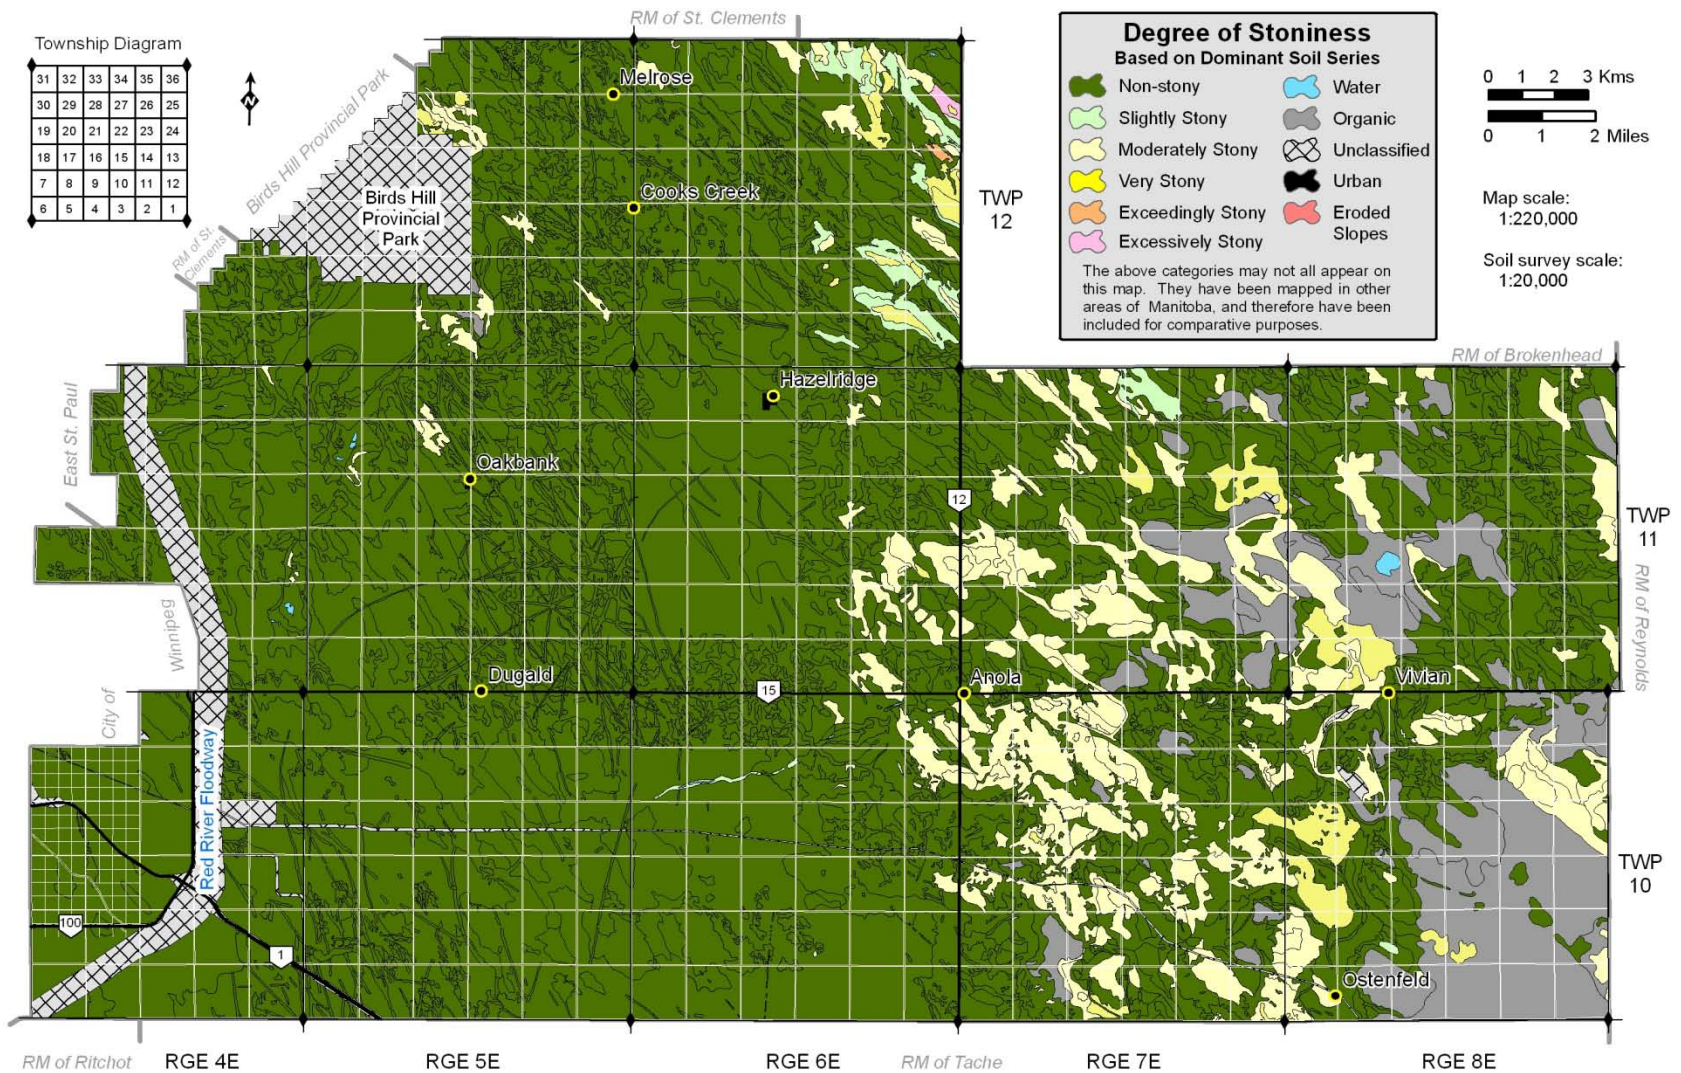 RM of St. Clements
Township Diagram
31 32 33 34 35 36
30 29 28 27 26 25
19 20 21 22 23 24
18 17 16 15 14 13
7 8 9 10 11 12
6 5 4 3 2 1
N
Degree of Stoniness
Based on Dominant Soil Series
Non-stony
Slightly Stony
Moderately Stony
Very Stony
Exceedingly Stony
Excessively Stony
Water
Organic
Unclassified
Urban
Eroded
Slopes
The above categories may not all appear on
this map. They have been mapped in other
areas of Manitoba, and therefore have been
included for comparative purposes.
0 1 2 3 Kms
0 1 2 Miles
Map scale:
1:220,000
Soil survey scale:
1:20,000
Birds Hill Provincial Park
RM of St.
Clements
Birds Hill
Provincial
Park
Melrose
Cooks Creek
TWP
12
RM of Brokenhead
East St. Paul
Hazelridge
Oakbank
12
TWP
11
RM of Reynolds
Winnipeg
City of
Dugald
15
Anola
Vivian
Red River Floodway
TWP
10
100
1
Ostenfeld
RM of Ritchot
RGE 4E
RGE 5E
RGE 6E
RM of Tache
RGE 7E
RGE 8E